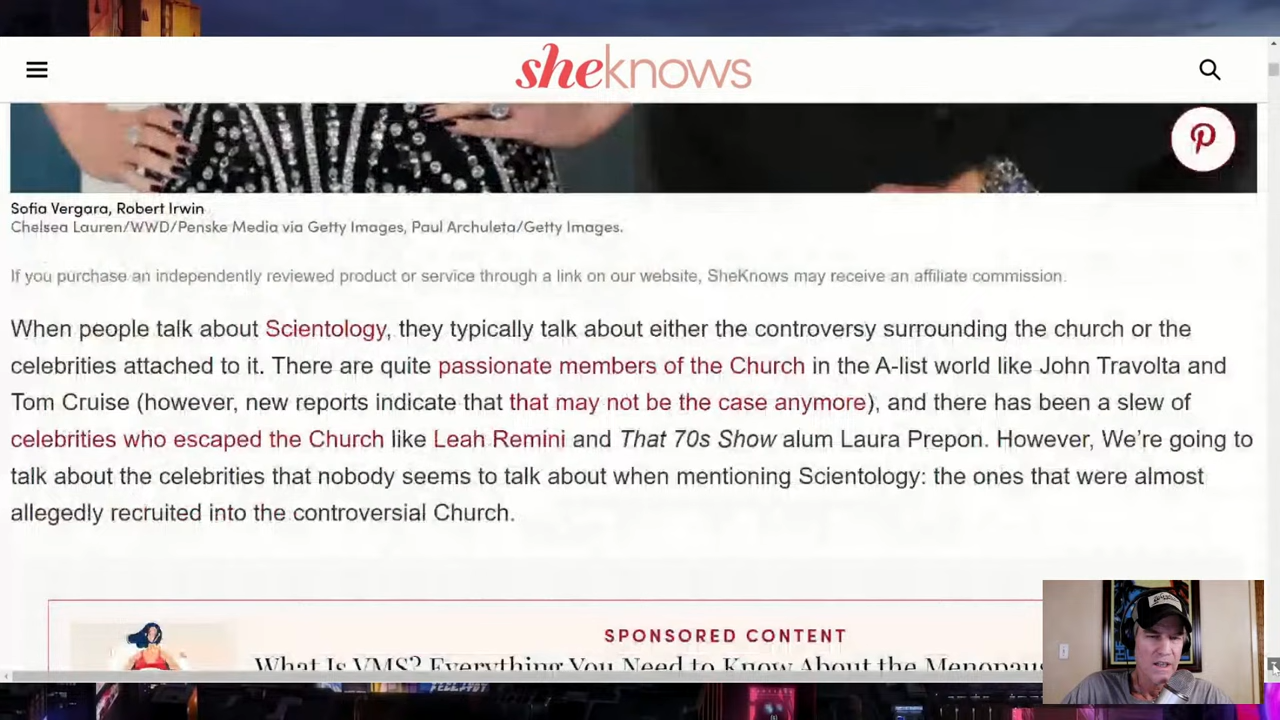 sheknows
Sofia Vergara, Robert Irwin
Chelsea Lauren/WWD/Penske Media via Getty Images, Paul Archuleta/Getty Images.
If you purchase an independently reviewed product or service through a link on our website, SheKnows may receive an affiliate commission.
When people talk about Scientology, they typically talk about either the controversy surrounding the church or the
celebrities attached to it. There are quite passionate members of the Church in the A-list world like John Travolta and
Tom Cruise (however, new reports indicate that that may not be the case anymore), and there has been a slew of
celebrities who escaped the Church like Leah Remini and That 70s Show alum Laura Prepon. However, We’re going to
talk about the celebrities that nobody seems to talk about when mentioning Scientology: the ones that were almost
allegedly recruited into the controversial Church.
SPONSORED CONTENT
What Is VMS? Everything You Need to Know About the Menopaus